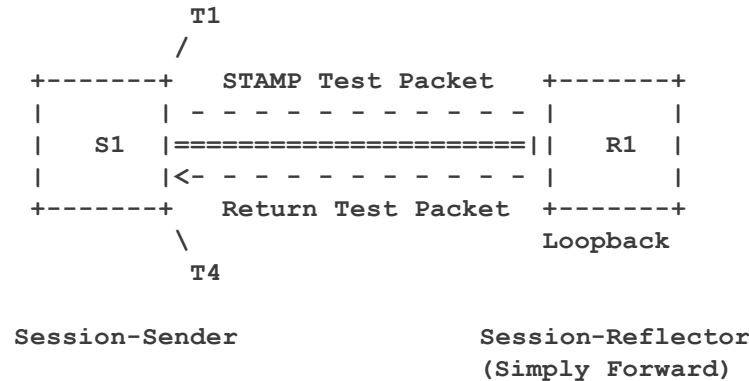 T1
/
+-------+ STAMP Test Packet +-------+
| | - - - - - - - - - - - | |
| S1 |======================|| R1 |
| |<- - - - - - - - - - - | |
+-------+ Return Test Packet +-------+
\ Loopback
T4
Session-Sender Session-Reflector
(Simply Forward)